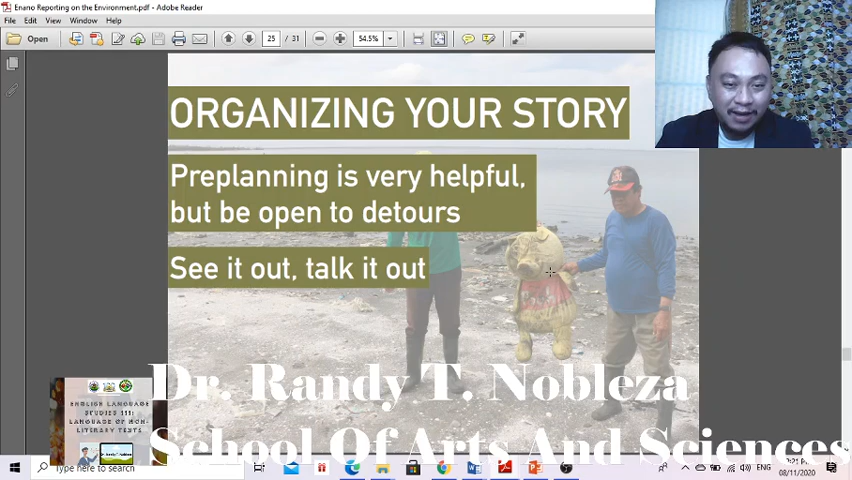 Enano Reporting on the Environment.pdf - Adobe Reader
File Edit View Window Help
Open 25 / 31 54.5%
ORGANIZING YOUR STORY
Preplanning is very helpful,
but be open to detours
See it out, talk it out
Dr. Randy T. Nobleza
School Of Arts And Sciences
ENGLISH LANGUAGE
STUDIES 111:
LANGUAGE OF NON-
LITERARY TEXTS
Type here to search
ENG
08/11/2020